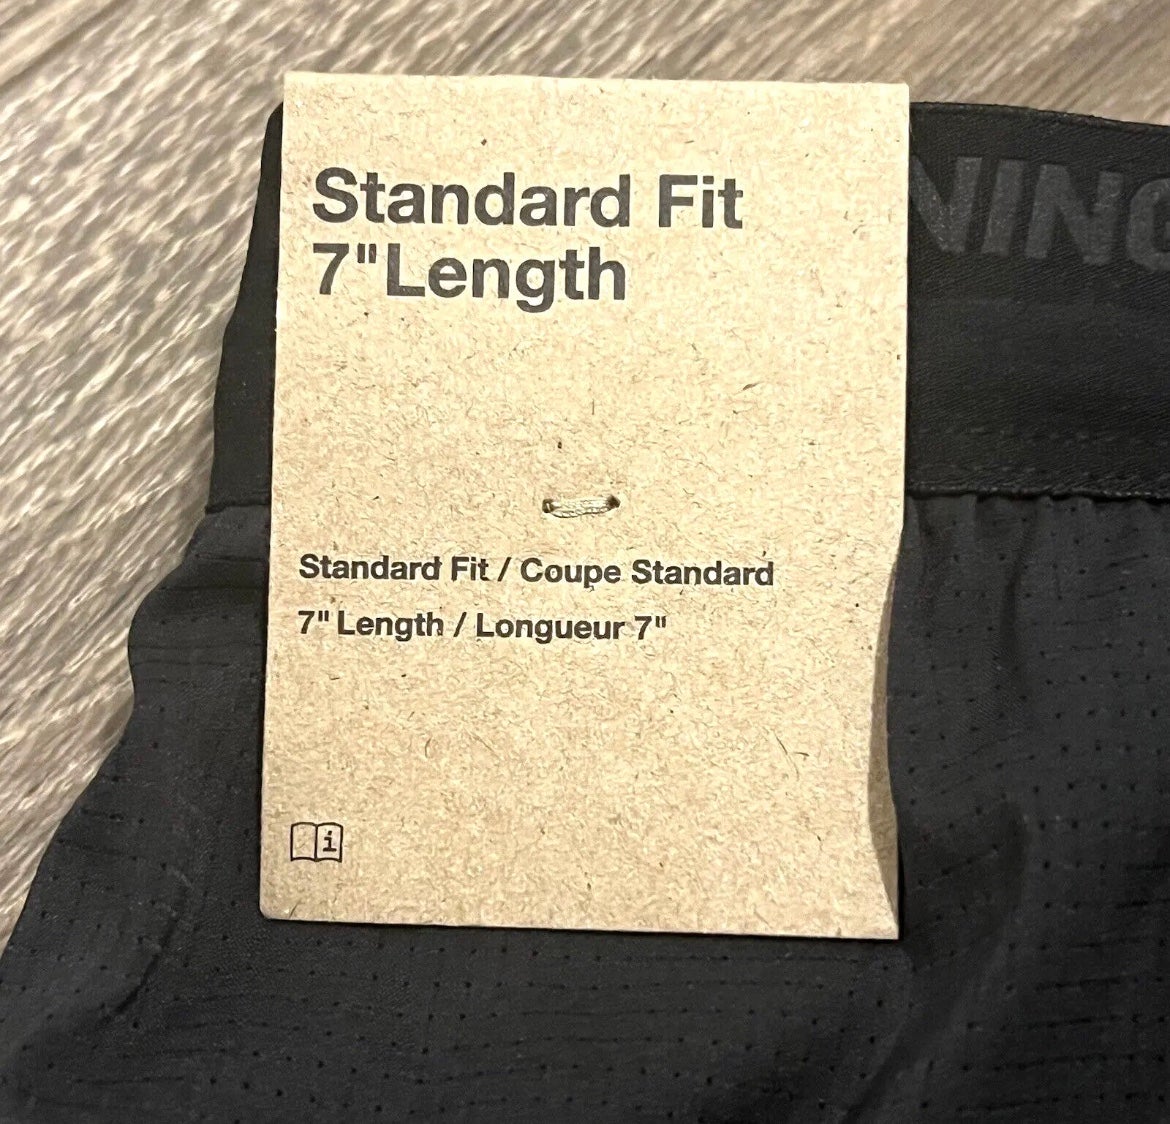 Standard Fit
7" Length
NING
Standard Fit / Coupe Standard
7" Length / Longueur 7"
i